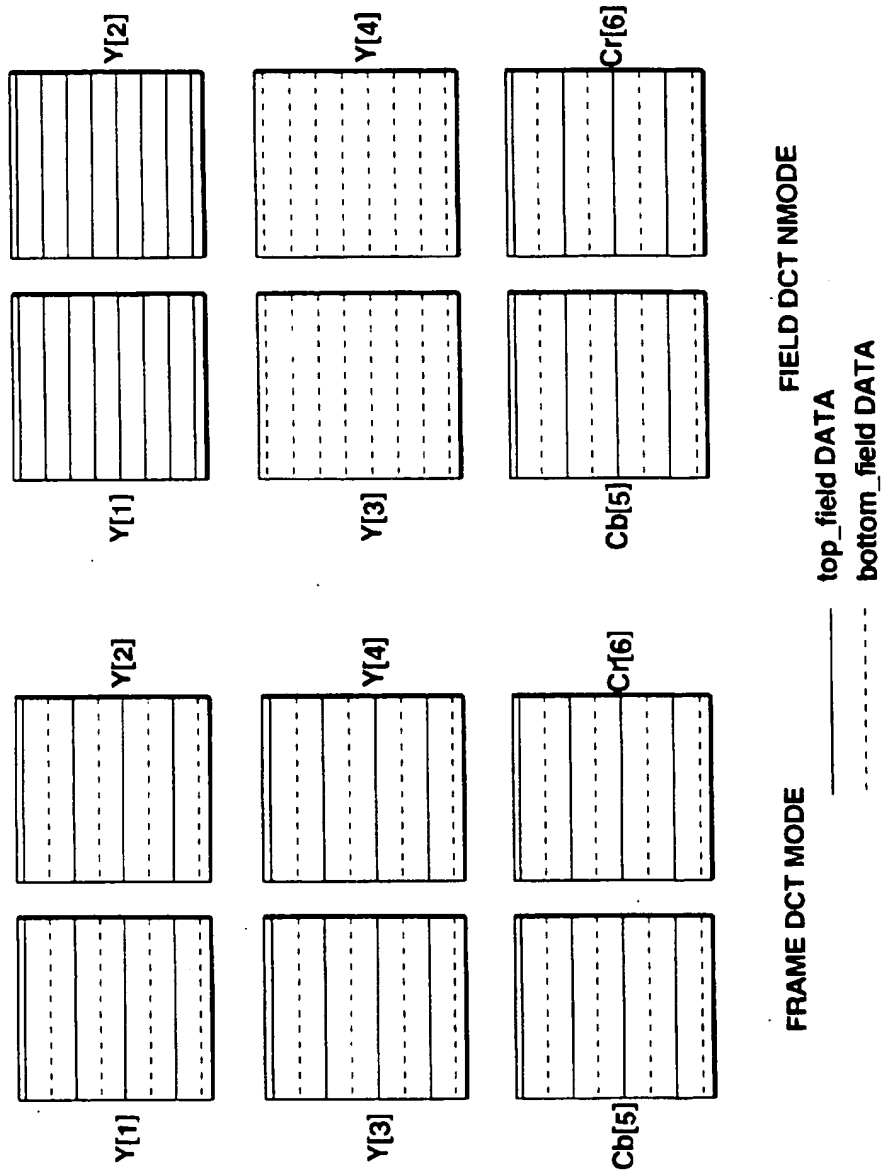 Y[1]
Y[2]
Y[3]
Y[4]
Cb[5]
Cr[6]
FRAME DCT MODE
Y[1]
Y[2]
Y[3]
Y[4]
Cb[5]
Cr[6]
FIELD DCT NMODE
top_field DATA
bottom_field DATA